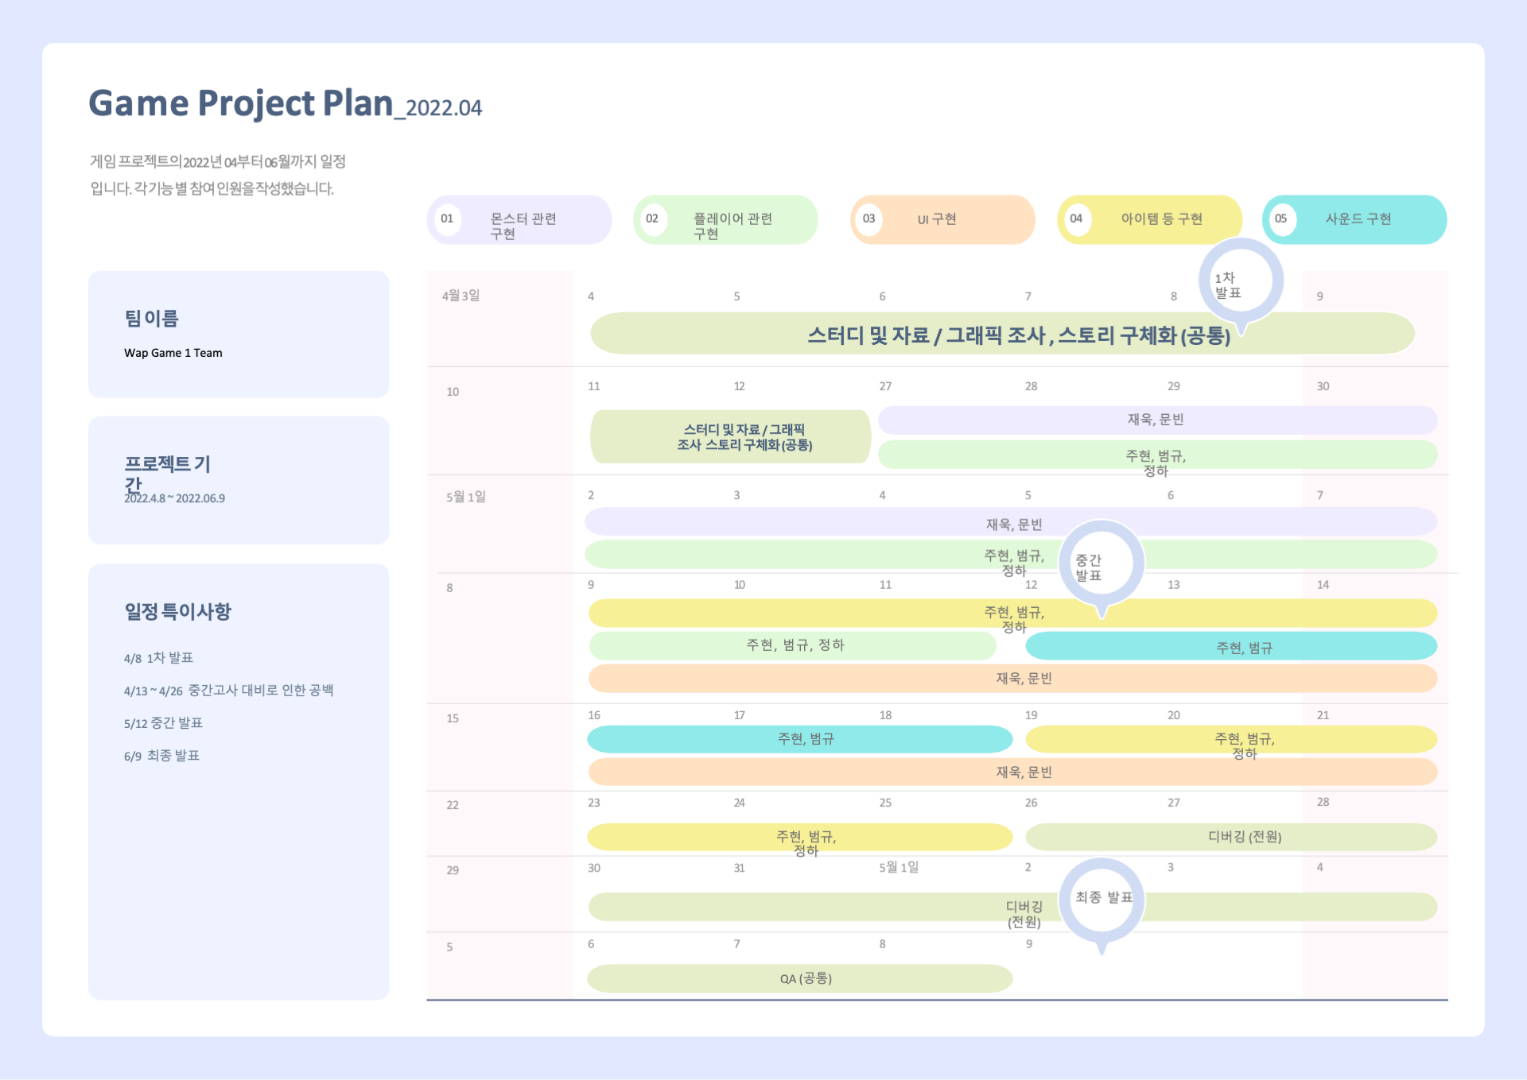 Game Project Plan_2022.04
게임 프로젝트의 2022년 04부터 06월까지 일정
입니다. 각 기능 별 참여 인원을 작성했습니다.
01 몬스터 관련
구현
02 플레이어 관련
구현
03 UI 구현
04 아이템 등 구현
05 사운드 구현
팀 이름
Wap Game 1 Team
프로젝트 기
간
2022.4.8 ~ 2022.06.9
일정 특이사항
4/8 1차 발표
4/13 ~ 4/26 중간고사 대비로 인한 공백
5/12 중간 발표
6/9 최종 발표
1차
발표
4월 3일 4 5 6 7 8 9
스터디 및 자료 / 그래픽 조사 , 스토리 구체화 (공통)
10 11 12 27 28 29 30
스터디 및 자료 / 그래픽
조사 스토리 구체화 (공통)
재욱, 문빈
주현, 범규,
정하
5월 1일 2 3 4 5 6 7
재욱, 문빈
주현, 범규,
정하
중간
발표
8 9 10 11 12 13 14
주현, 범규,
정하
주현, 범규, 정하
주현, 범규
재욱, 문빈
15 16 17 18 19 20 21
주현, 범규
주현, 범규,
정하
재욱, 문빈
22 23 24 25 26 27 28
주현, 범규,
정하
디버깅 (전원)
29 30 31 5월 1일 2 3 4
디버깅
(전원)
최종 발표
5 6 7 8 9
QA (공통)